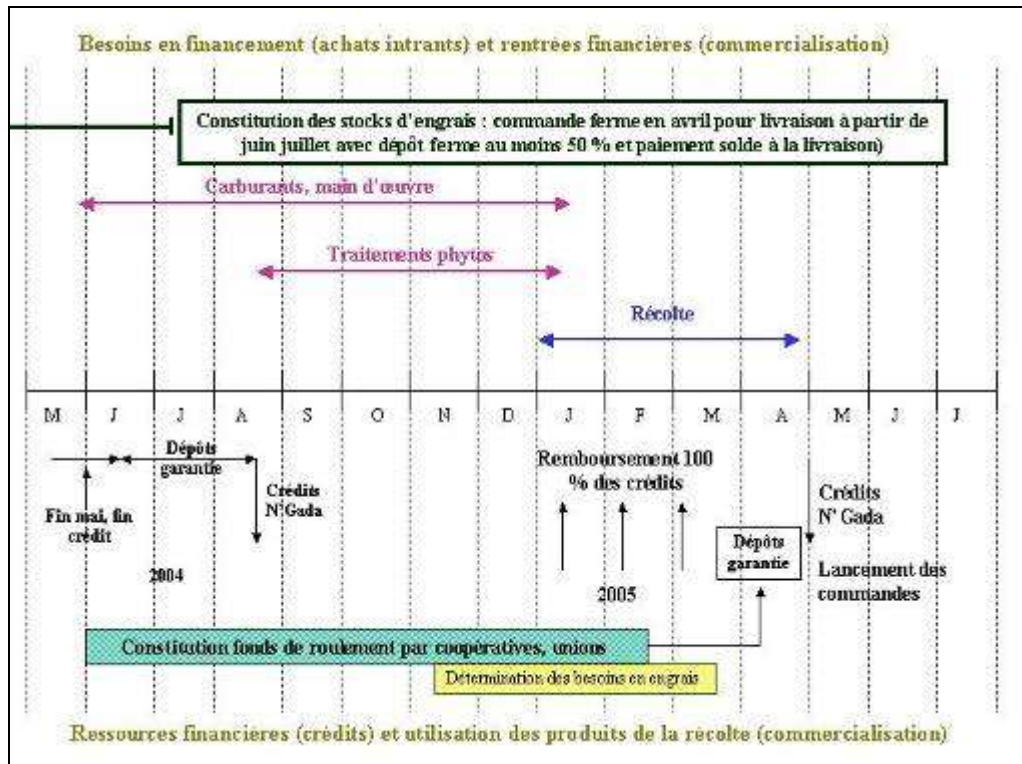 Besoins en financement (achats intrants) et rentrées financières (commercialisation)
Constitution des stocks d'engrais : commande ferme en avril pour livraison à partir de
juin juillet avec dépôt ferme au moins 50 % et paiement solde à la livraison)
Carburants, main d'œuvre
Traitements phytos
Récolte
M J J A S O N D J F M A M J J
Dépôts
garantie
Fin mai, fin
crédit
Crédits
N'Gada
2004
Remboursement 100
% des crédits
2005
Dépôts
garantie
Crédits
N' Gada
Lancement des
commandes
Constitution fonds de roulement par coopératives, unions
Détermination des besoins en engrais
Ressources financières (crédits) et utilisation des produits de la récolte (commercialisation)